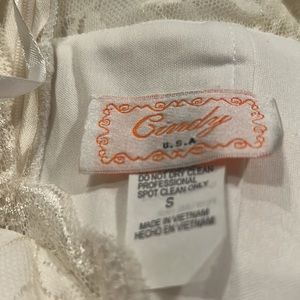 Cindy
U.S.A
DO NOT DRY CLEAN
PROFESSIONAL
SPOT CLEAN ONLY
S
MADE IN VIETNAM
HECHO EN VIETNAM